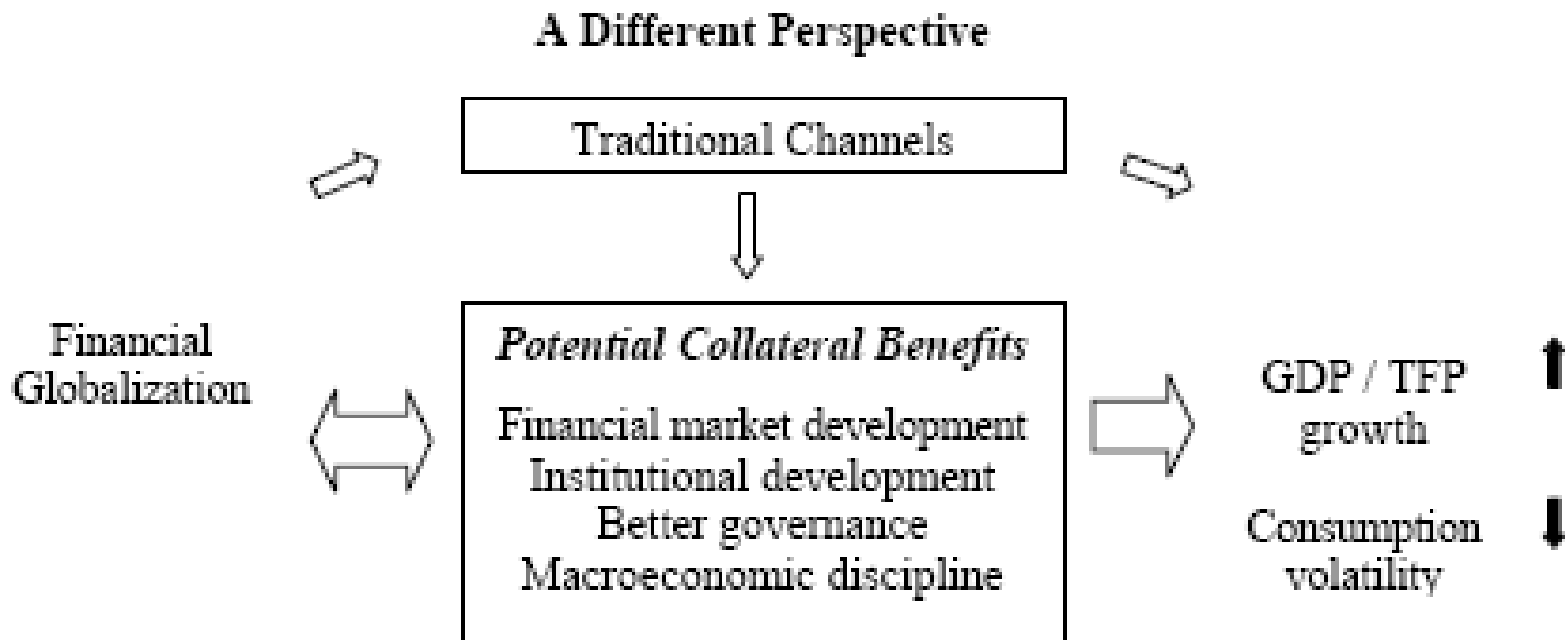 A Different Perspective
Traditional Channels
Financial
Globalization
Potential Collateral Benefits
Financial market development
Institutional development
Better governance
Macroeconomic discipline
GDP / TFP
growth
Consumption
volatility